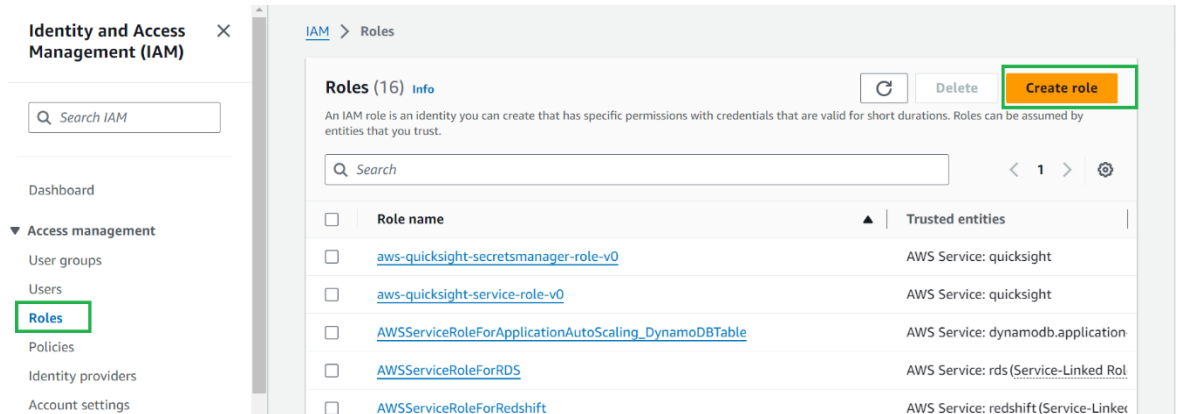 Identity and Access
Management (IAM)
Search IAM
Dashboard
Access management
User groups
Users
Roles
Policies
Identity providers
Account settings
IAM > Roles
Roles (16) Info
Delete
Create role
An IAM role is an identity you can create that has specific permissions with credentials that are valid for short durations. Roles can be assumed by
entities that you trust.
Search
1
Role name
Trusted entities
aws-quicksight-secretsmanager-role-v0
AWS Service: quicksight
aws-quicksight-service-role-v0
AWS Service: quicksight
AWSServiceRoleForApplicationAutoScaling_DynamoDBTable
AWS Service: dynamodb.application-
AWSServiceRoleForRDS
AWS Service: rds (Service-Linked Rol
AWSServiceRoleForRedshift
AWS Service: redshift (Service-Linked